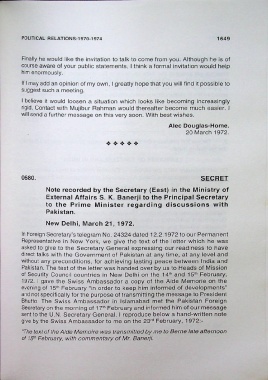 POLITICAL RELATIONS:1970-1974 1649
Finally he would like the invitation to talk to come from you. Although he is of
course aware of your public statements, I think a formal invitation would help
him enormously.
If I may add an opinion of my own, I greatly hope that you will find it possible to
suggest such a meeting.
I believe it would loosen a situation which looks like becoming increasingly
rigid. Contact with Mujibur Rahman would thereafter become much easier. I
will send a further message on this very soon. With best wishes.
Alec Douglas-Home.
20 March 1972.
❖ ❖ ❖ ❖ ❖
0580. SECRET
Note recorded by the Secretary (East) in the Ministry of
External Affairs S. K. Banerji to the Principal Secretary
to the Prime Minister regarding discussions with
Pakistan.
New Delhi, March 21, 1972.
In Foreign Secretary's telegram No. 24324 dated 12.2.1972 to our Permanent
Representative in New York, we give the text of the letter which he was
asked to give to the Secretary General expressing our readiness to have
direct talks with the Government of Pakistan at any time, at any level and
without any preconditions, for achieving lasting peace between India and
Pakistan. The text of the letter was handed over by us to Heads of Mission
of Security Council countries in New Delhi on the 14th and 15th February,
1972. I gave the Swiss Ambassador a copy of the Aide Memoire on the
evening of 15th February "in order to keep him informed of developments"
and not specifically for the purpose of transmitting the message to President
Bhutto. The Swiss Ambassador in Islamabad met the Pakistan Foreign
Secretary on the morning of 17th February and informed him of our message
sent to the U.N. Secretary General. I reproduce below a hand-written note
give by the Swiss Ambassador to me on the 23rd February, 1972:-
"The text of the Aide Memoire was transmitted by me to Berne late afternoon
of 15th February, with commentary of Mr. Banerji.